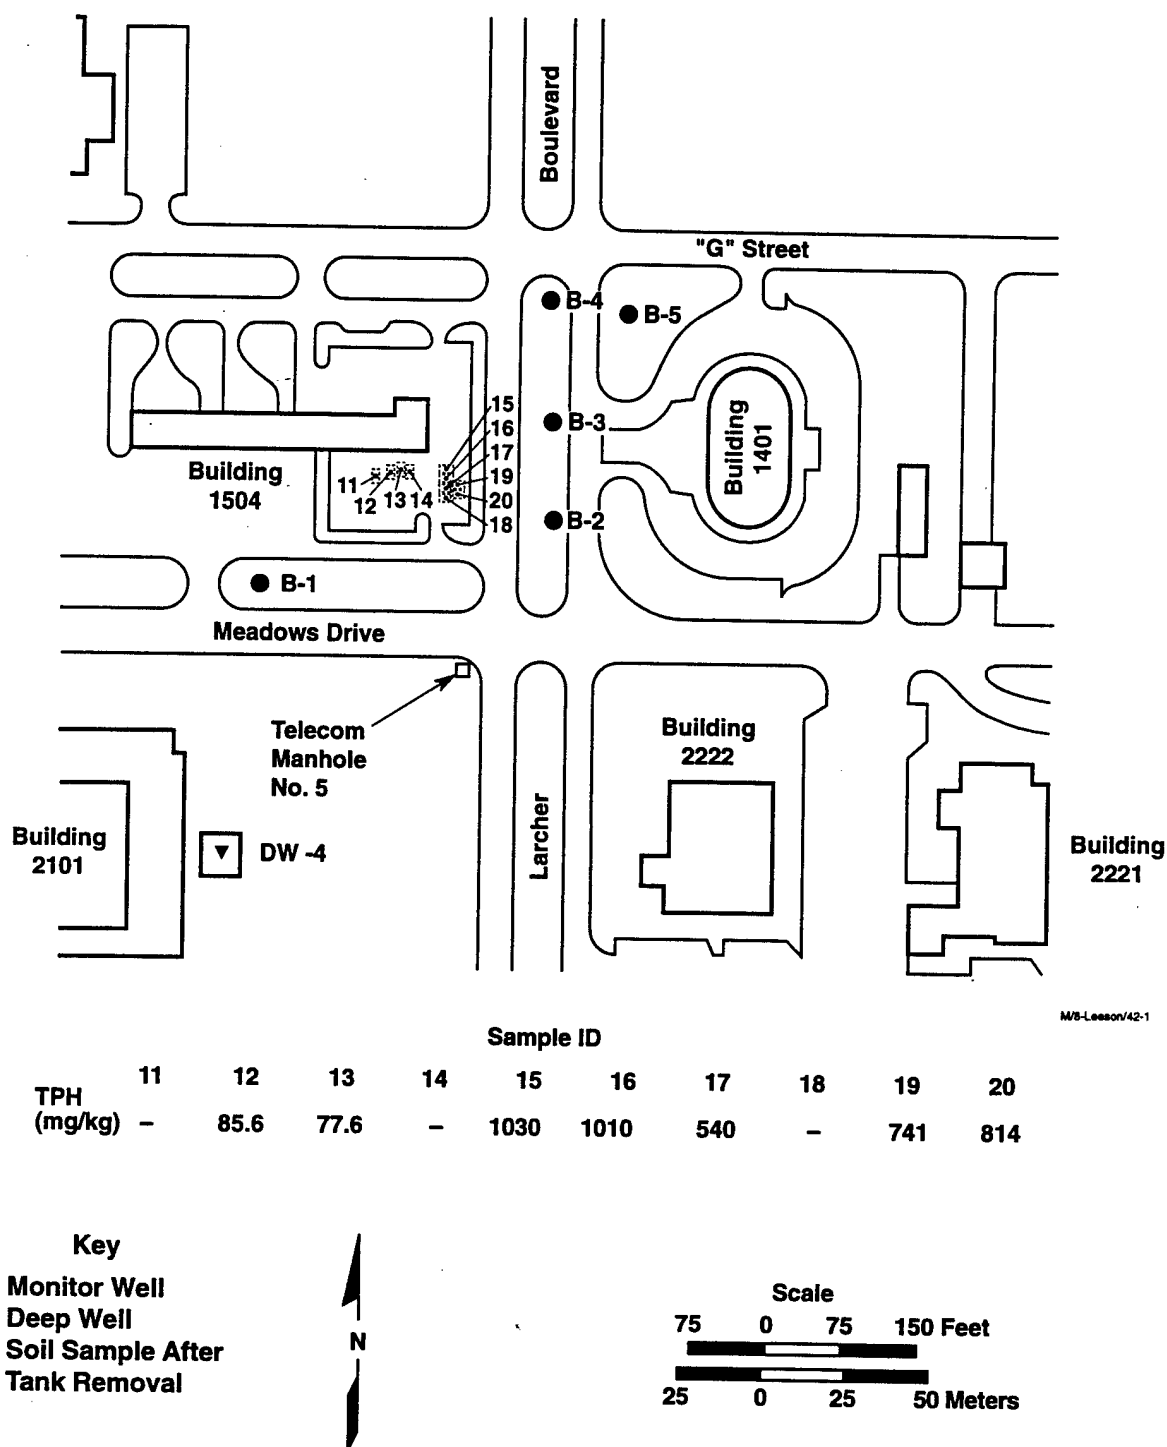 Boulevard
"G" Street
B-4
B-5
15
16
B-3
17
Building
1401
Building
1504
11
12
13
14
19
20
18
B-2
B-1
Meadows Drive
Telecom
Manhole
No. 5
Building
2222
Larcher
Building
2101
DW -4
Building
2221
M/8-Leeson/42-1
Sample ID
11 12 13 14 15 16 17 18 19 20
TPH
(mg/kg) – 85.6 77.6 – 1030 1010 540 – 741 814
Key
Monitor Well
Deep Well
Soil Sample After
Tank Removal
N
Scale
75 0 75 150 Feet
25 0 25 50 Meters